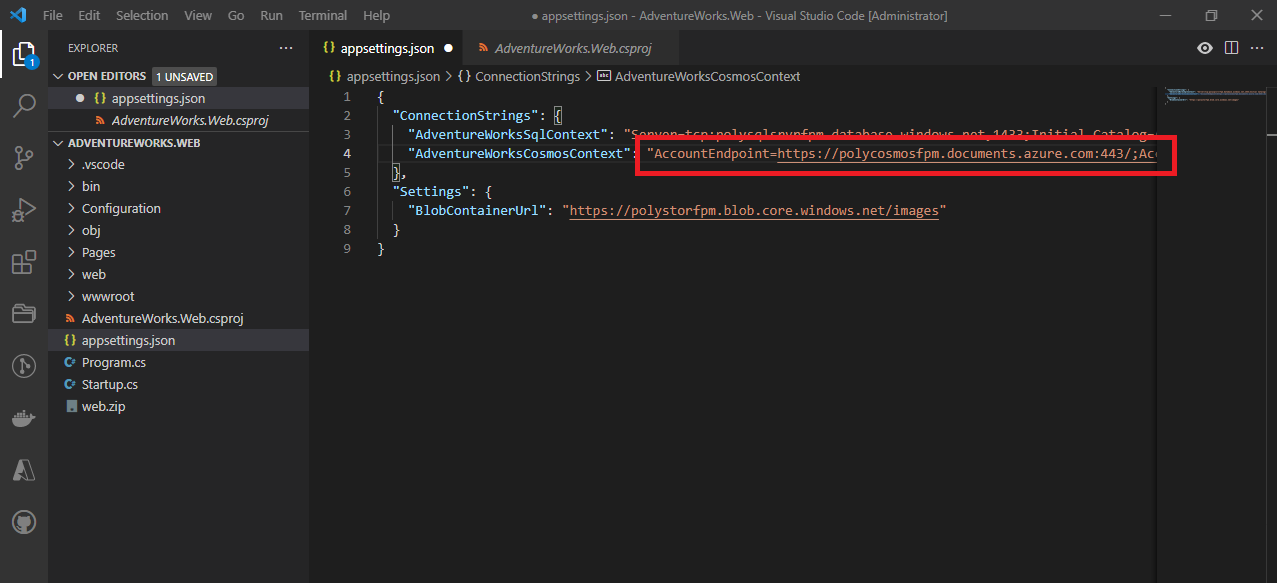 File Edit Selection View Go Run Terminal Help
● appsettings.json - AdventureWorks.Web - Visual Studio Code [Administrator]
EXPLORER
OPEN EDITORS 1 UNSAVED
appsettings.json
AdventureWorks.Web.csproj
ADVENTUREWORKS.WEB
.vscode
bin
Configuration
obj
Pages
web
wwwroot
AdventureWorks.Web.csproj
{} appsettings.json
C# Program.cs
C# Startup.cs
web.zip
1
{} appsettings.json ● AdventureWorks.Web.csproj
{} appsettings.json > {} ConnectionStrings > abc AdventureWorksCosmosContext
1 {
2 "ConnectionStrings": {
3 "AdventureWorksSqlContext": "Server=tcp:polysqlsrvrfpm.database.windows.net,1433;Initial Catalog=
4 "AdventureWorksCosmosContext": "AccountEndpoint=https://polycosmosfpm.documents.azure.com:443/;Acc
5 },
6 "Settings": {
7 "BlobContainerUrl": "https://polystorfpm.blob.core.windows.net/images"
8 }
9 }